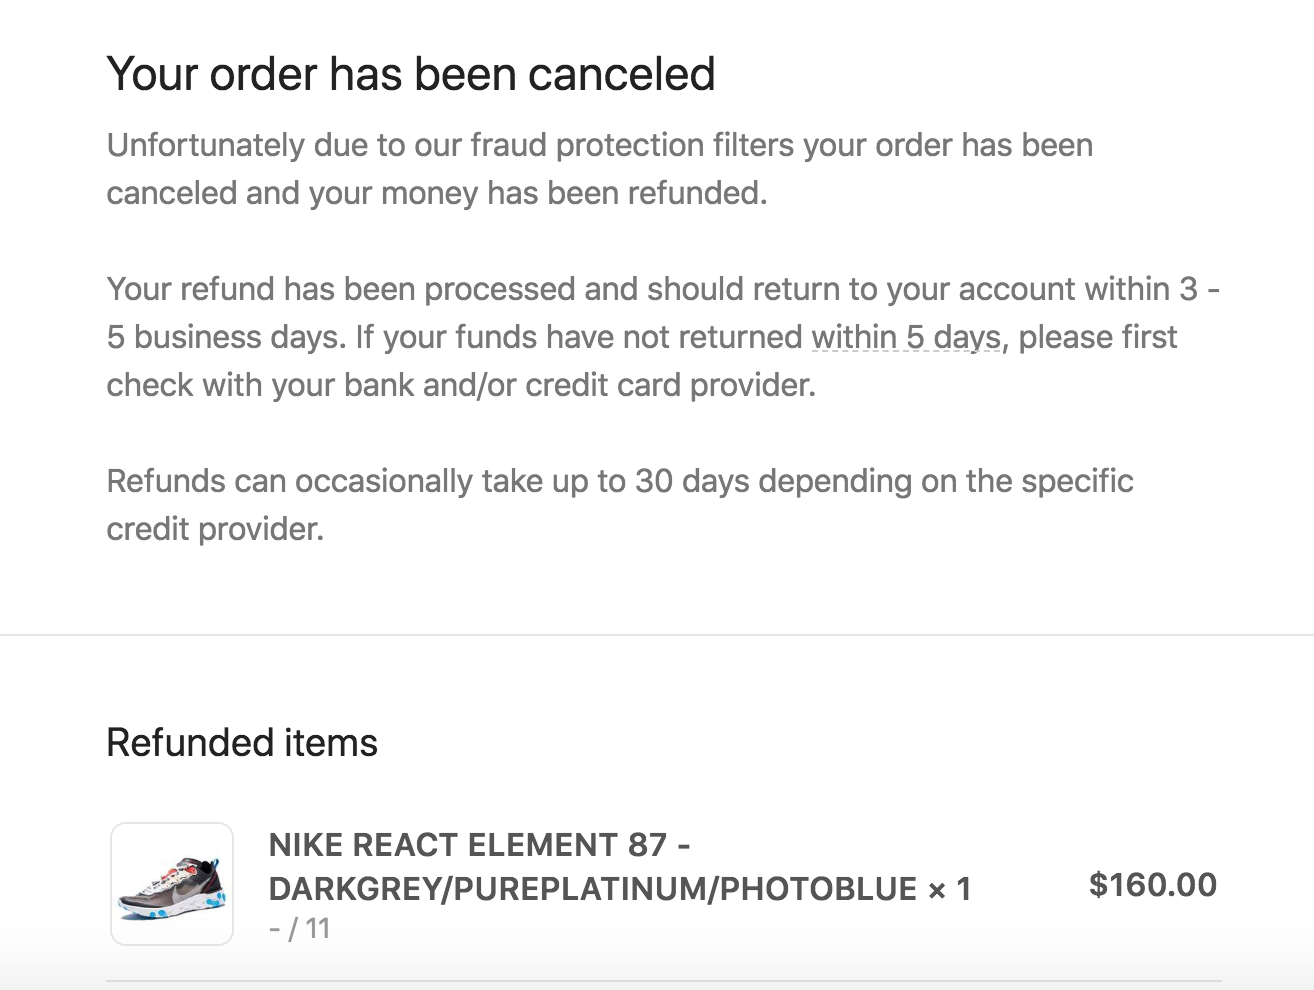 Your order has been canceled
Unfortunately due to our fraud protection filters your order has been
canceled and your money has been refunded.
Your refund has been processed and should return to your account within 3 -
5 business days. If your funds have not returned within 5 days, please first
check with your bank and/or credit card provider.
Refunds can occasionally take up to 30 days depending on the specific
credit provider.
Refunded items
NIKE REACT ELEMENT 87 -
DARKGREY/PUREPLATINUM/PHOTOBLUE × 1
$160.00
- / 11